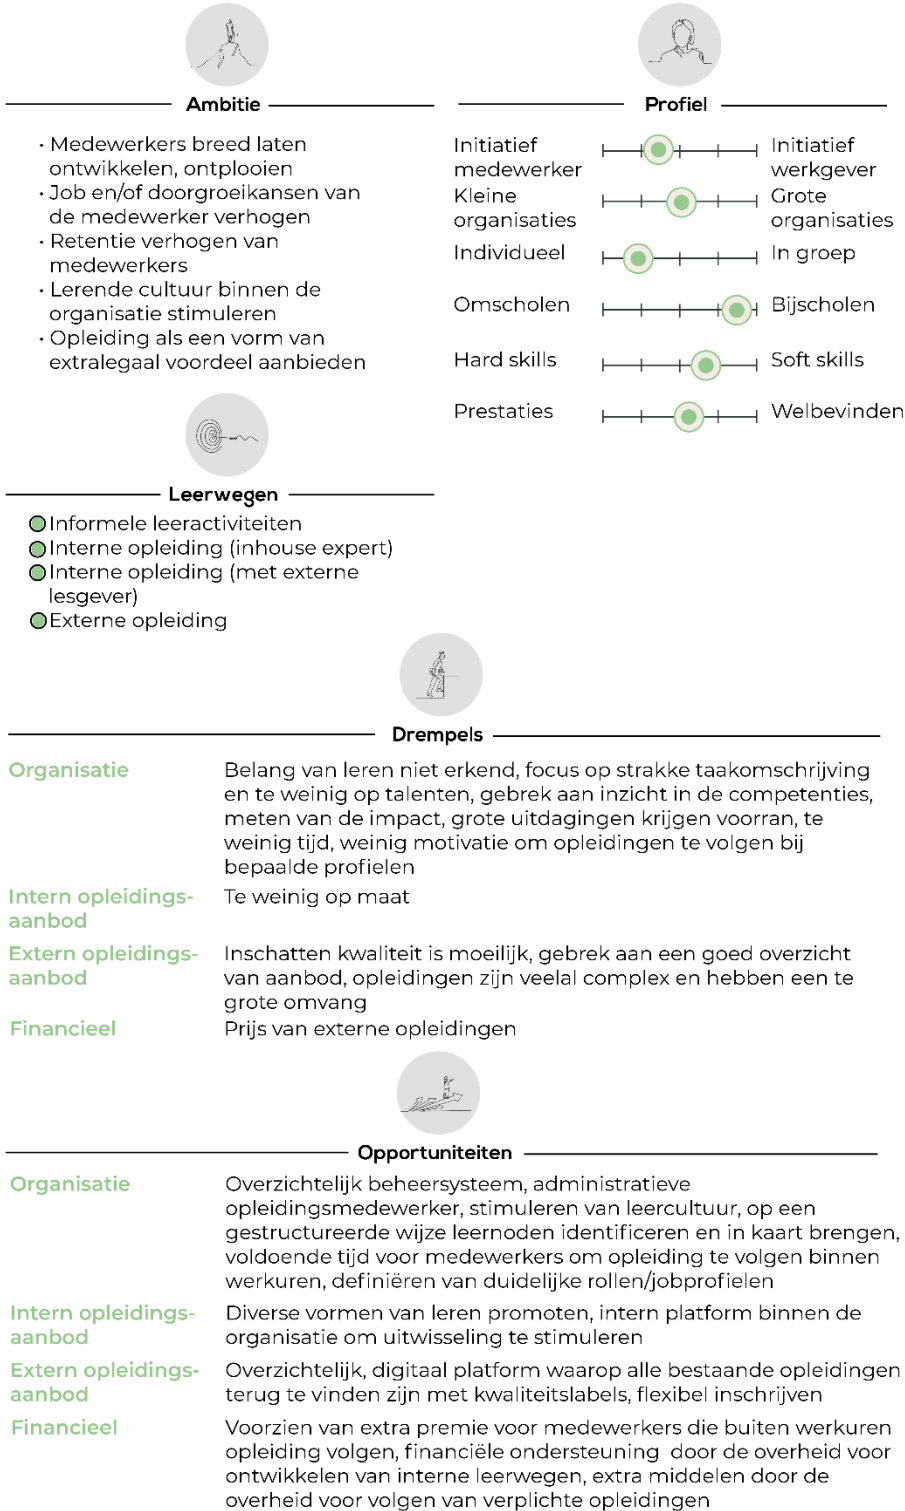 Ambitie
• Medewerkers breed laten
ontwikkelen, ontplooien
• Job en/of doorgroeikansen van
de medewerker verhogen
• Retentie verhogen van
medewerkers
• Lerende cultuur binnen de
organisatie stimuleren
• Opleiding als een vorm van
extralegaal voordeel aanbieden
Profiel
Initiatief medewerker
Initiatief werkgever
Kleine organisaties
Grote organisaties
Individueel
In groep
Omscholen
Bijscholen
Hard skills
Soft skills
Prestaties
Welbevinden
Leerwegen
Informele leeractiviteiten
Interne opleiding (inhouse expert)
Interne opleiding (met externe
lesgever)
Externe opleiding
Drempels
Organisatie
Belang van leren niet erkend, focus op strakke taakomschrijving
en te weinig op talenten, gebrek aan inzicht in de competenties,
meten van de impact, grote uitdagingen krijgen voorran, te
weinig tijd, weinig motivatie om opleidingen te volgen bij
bepaalde profielen
Intern opleidings-
aanbod
Te weinig op maat
Extern opleidings-
aanbod
Inschatten kwaliteit is moeilijk, gebrek aan een goed overzicht
van aanbod, opleidingen zijn veelal complex en hebben een te
grote omvang
Financieel
Prijs van externe opleidingen
Opportuniteiten
Organisatie
Overzichtelijk beheersysteem, administratieve
opleidingsmedewerker, stimuleren van leercultuur, op een
gestructureerde wijze leernoden identificeren en in kaart brengen,
voldoende tijd voor medewerkers om opleiding te volgen binnen
werkuren, definiëren van duidelijke rollen/jobprofielen
Intern opleidings-
aanbod
Diverse vormen van leren promoten, intern platform binnen de
organisatie om uitwisseling te stimuleren
Extern opleidings-
aanbod
Overzichtelijk, digitaal platform waarop alle bestaande opleidingen
terug te vinden zijn met kwaliteitslabels, flexibel inschrijven
Financieel
Voorzien van extra premie voor medewerkers die buiten werkuren
opleiding volgen, financiële ondersteuning door de overheid voor
ontwikkelen van interne leerwegen, extra middelen door de
overheid voor volgen van verplichte opleidingen